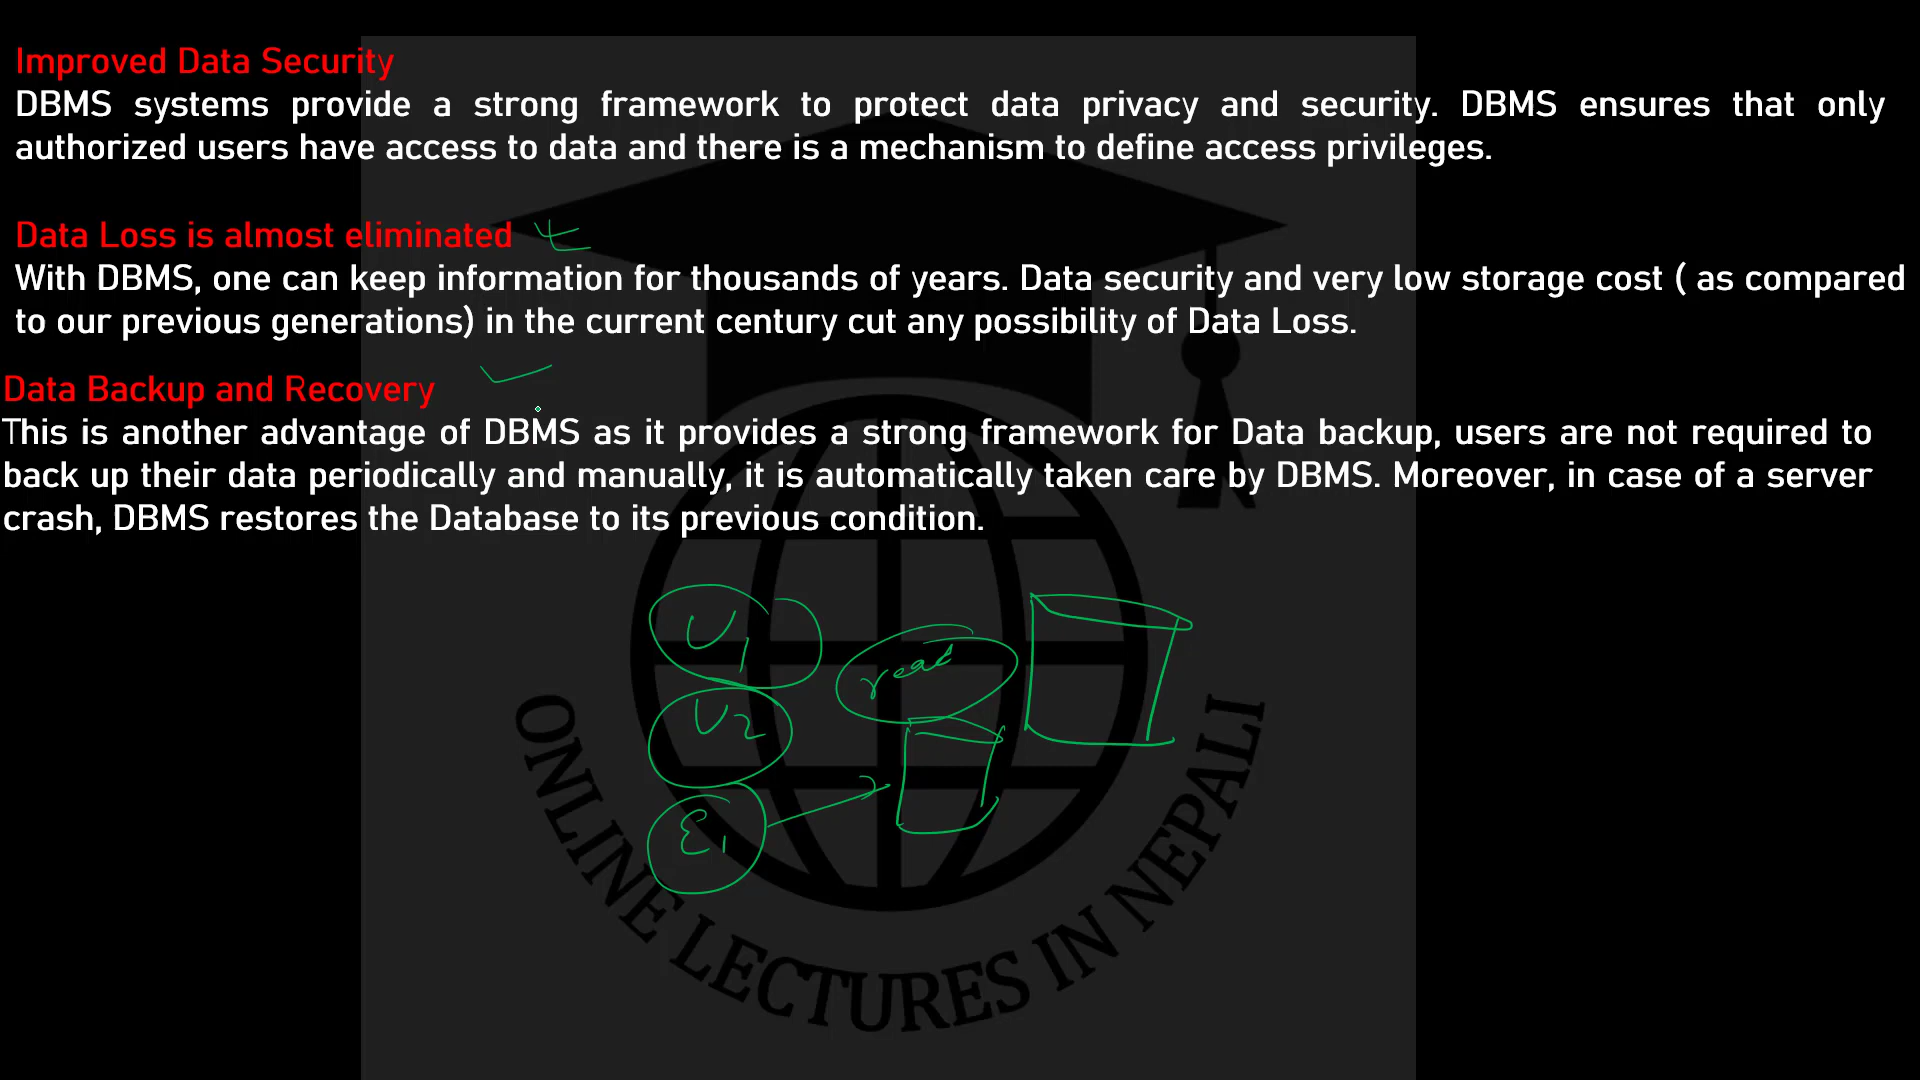 Improved Data Security
DBMS systems provide a strong framework to protect data privacy and security. DBMS ensures that only
authorized users have access to data and there is a mechanism to define access privileges.
Data Loss is almost eliminated
With DBMS, one can keep information for thousands of years. Data security and very low storage cost ( as compared
to our previous generations) in the current century cut any possibility of Data Loss.
Data Backup and Recovery
This is another advantage of DBMS as it provides a strong framework for Data backup, users are not required to
back up their data periodically and manually, it is automatically taken care by DBMS. Moreover, in case of a server
crash, DBMS restores the Database to its previous condition.
U1
read
U2
E1
ONLINE LECTURES IN NEPALI